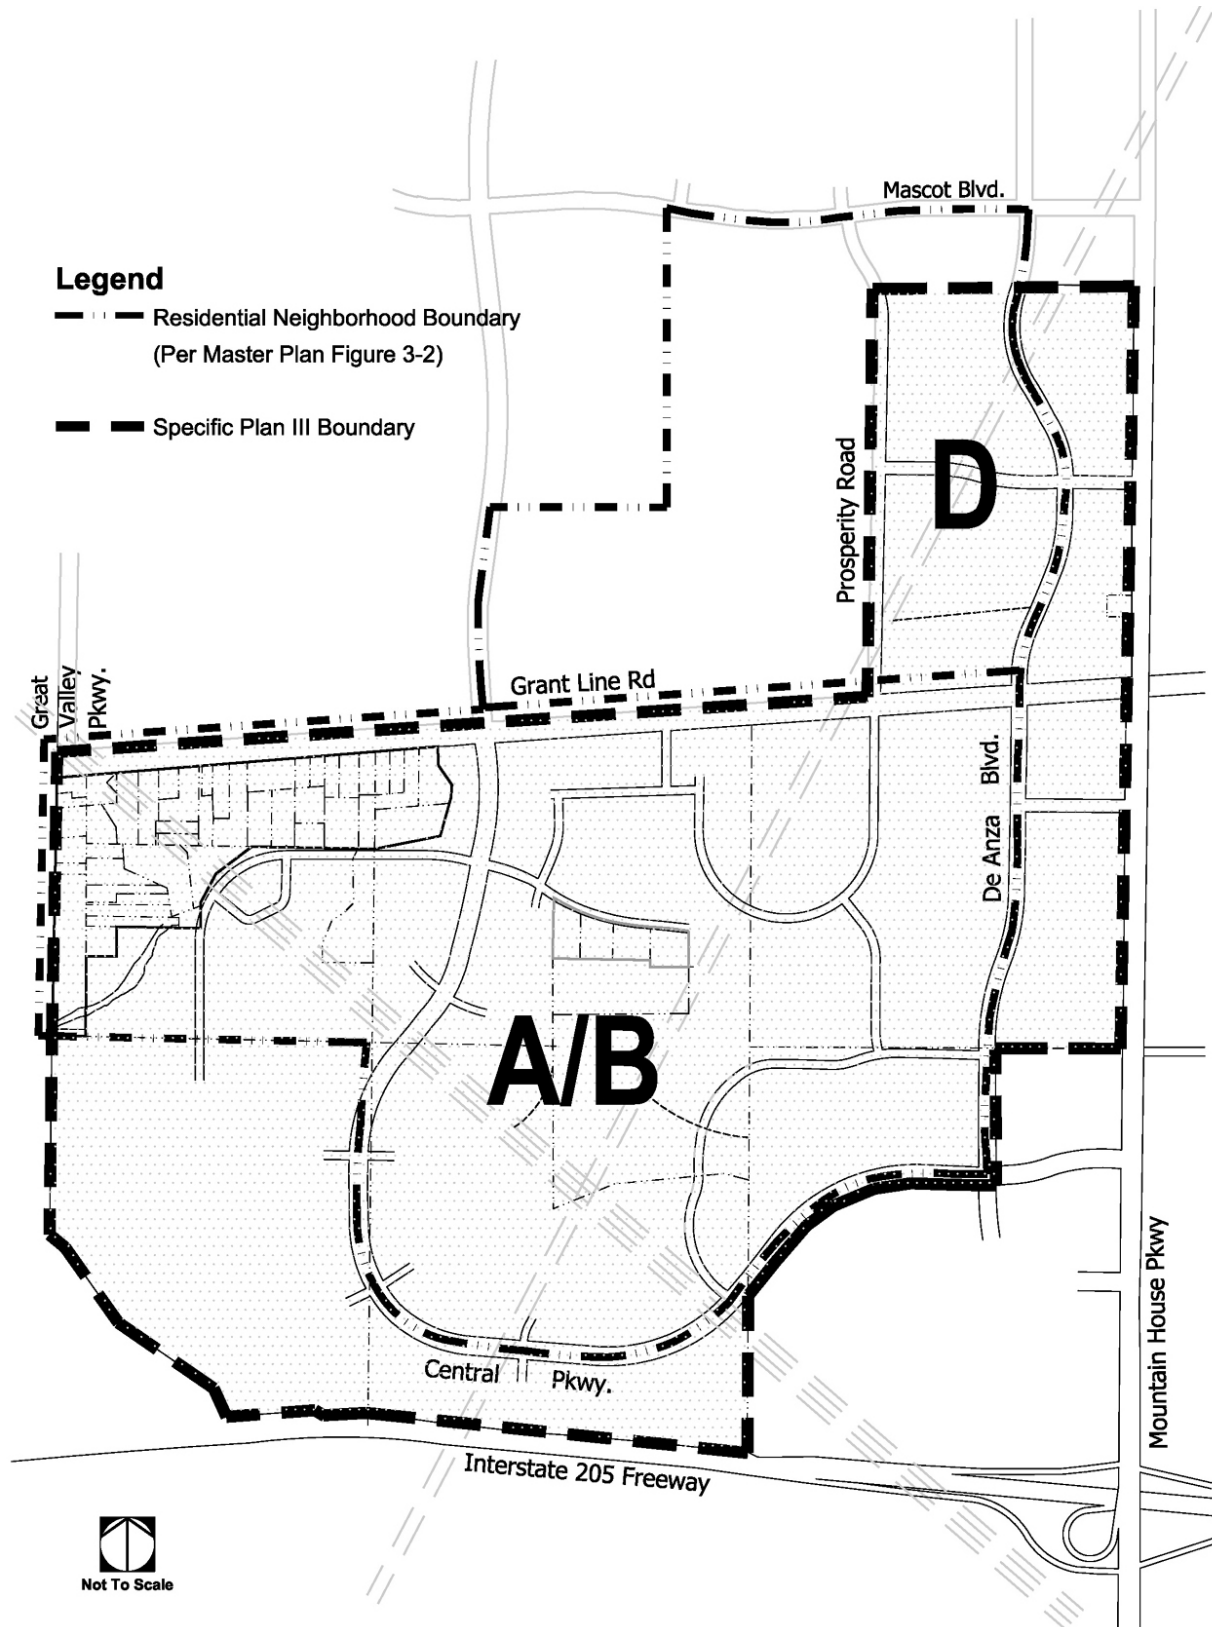 Mascot Blvd.
Legend
Residential Neighborhood Boundary
(Per Master Plan Figure 3-2)
Specific Plan III Boundary
Prosperity Road
D
Great
Valley
Pkwy.
Grant Line Rd
De Anza Blvd.
A/B
Central Pkwy.
Mountain House Pkwy
Interstate 205 Freeway
Not To Scale